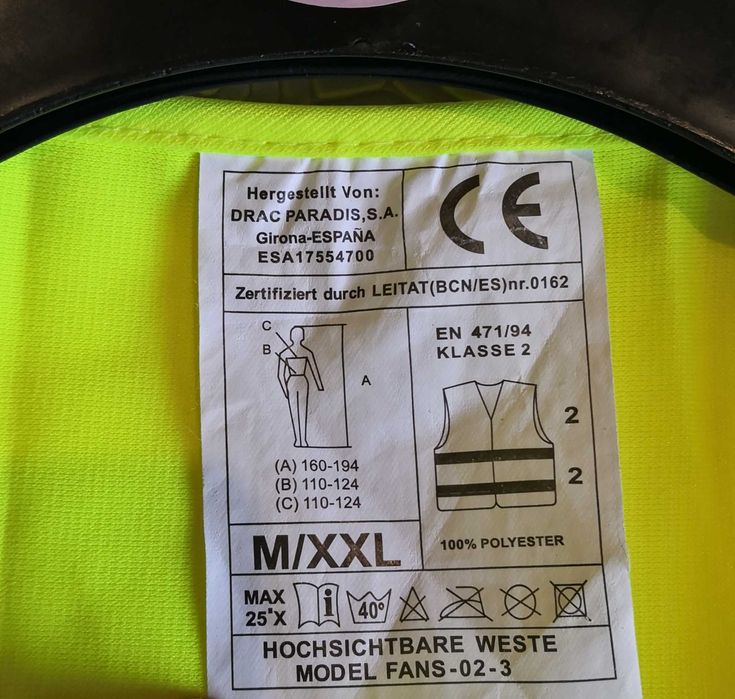 Hergestellt Von:
DRAC PARADIS,S.A.
Girona-ESPAÑA
ESA17554700
CE
Zertifiziert durch LEITAT(BCN/ES)nr.0162
C
B
A
(A) 160-194
(B) 110-124
(C) 110-124
EN 471/94
KLASSE 2
2
2
100% POLYESTER
M/XXL
MAX
25*X
i
40°
HOCHSICHTBARE WESTE
MODEL FANS-02-3